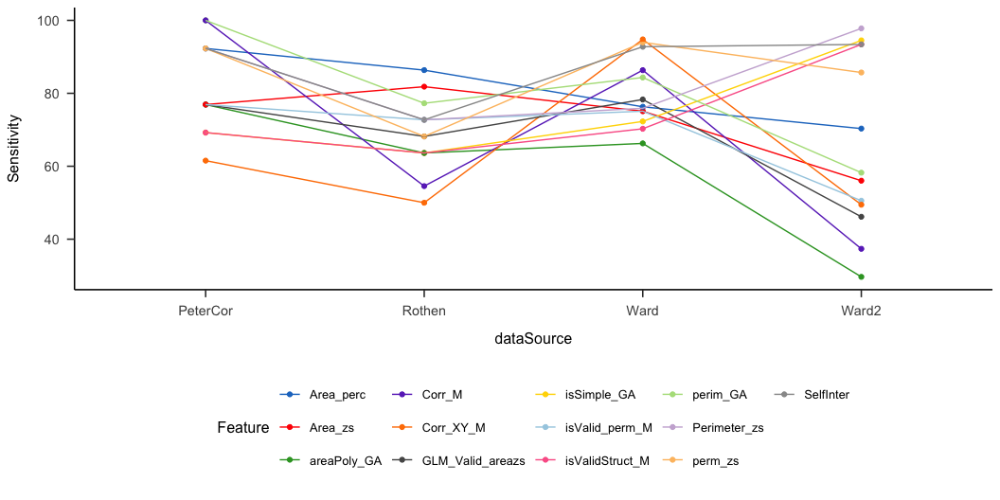 100
80
60
40
Sensitivity
PeterCor Rothen Ward Ward2
dataSource
Feature
Area_perc Corr_M isSimple_GA perim_GA SelfInter
Area_zs Corr_XY_M isValid_perm_M Perimeter_zs
areaPoly_GA GLM_Valid_areazs isValidStruct_M perm_zs